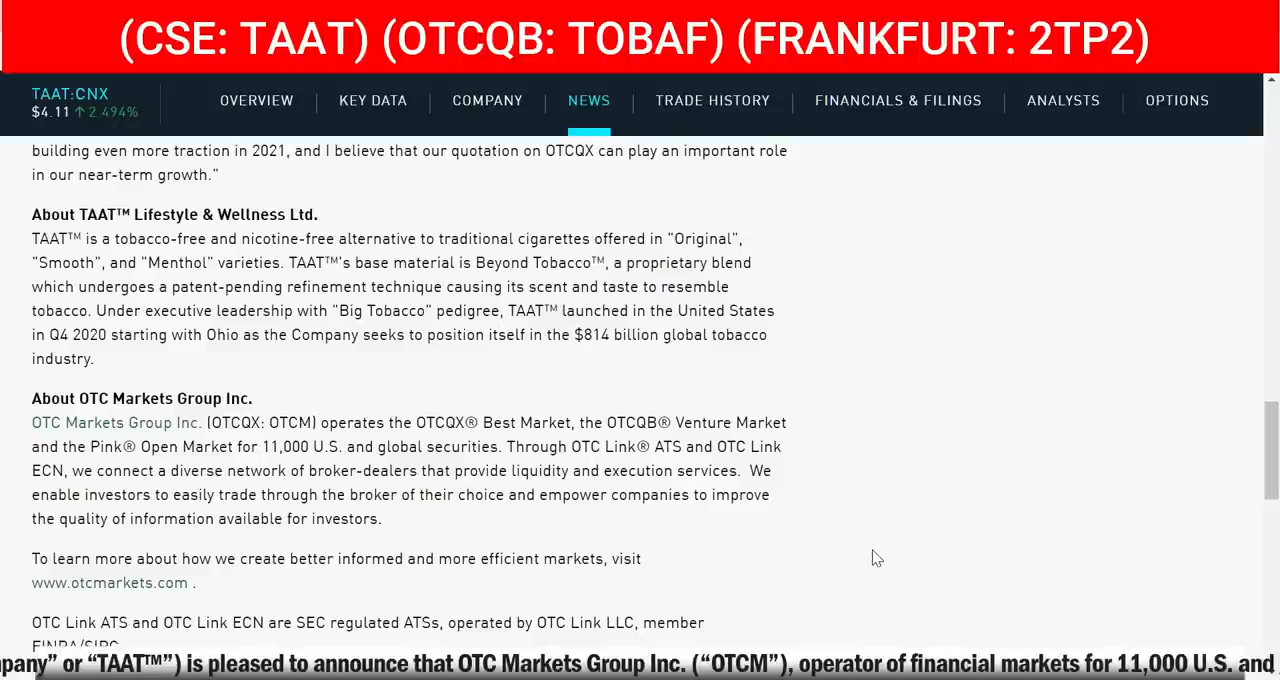 (CSE: TAAT) (OTCQB: TOBAF) (FRANKFURT: 2TP2)
TAAT:CNX
$4.11 ↑ 2.494%
OVERVIEW
KEY DATA
COMPANY
NEWS
TRADE HISTORY
FINANCIALS & FILINGS
ANALYSTS
OPTIONS
building even more traction in 2021, and I believe that our quotation on OTCQX can play an important role
in our near-term growth."
About TAAT™ Lifestyle & Wellness Ltd.
TAAT™ is a tobacco-free and nicotine-free alternative to traditional cigarettes offered in "Original",
"Smooth", and "Menthol" varieties. TAAT™'s base material is Beyond Tobacco™, a proprietary blend
which undergoes a patent-pending refinement technique causing its scent and taste to resemble
tobacco. Under executive leadership with "Big Tobacco" pedigree, TAAT™ launched in the United States
in Q4 2020 starting with Ohio as the Company seeks to position itself in the $814 billion global tobacco
industry.
About OTC Markets Group Inc.
OTC Markets Group Inc. (OTCQX: OTCM) operates the OTCQX® Best Market, the OTCQB® Venture Market
and the Pink® Open Market for 11,000 U.S. and global securities. Through OTC Link® ATS and OTC Link
ECN, we connect a diverse network of broker-dealers that provide liquidity and execution services. We
enable investors to easily trade through the broker of their choice and empower companies to improve
the quality of information available for investors.
To learn more about how we create better informed and more efficient markets, visit
www.otcmarkets.com .
OTC Link ATS and OTC Link ECN are SEC regulated ATSs, operated by OTC Link LLC, member
FINRA/SIPC
mpany” or “TAAT™”) is pleased to announce that OTC Markets Group Inc. (“OTCM”), operator of financial markets for 11,000 U.S. and